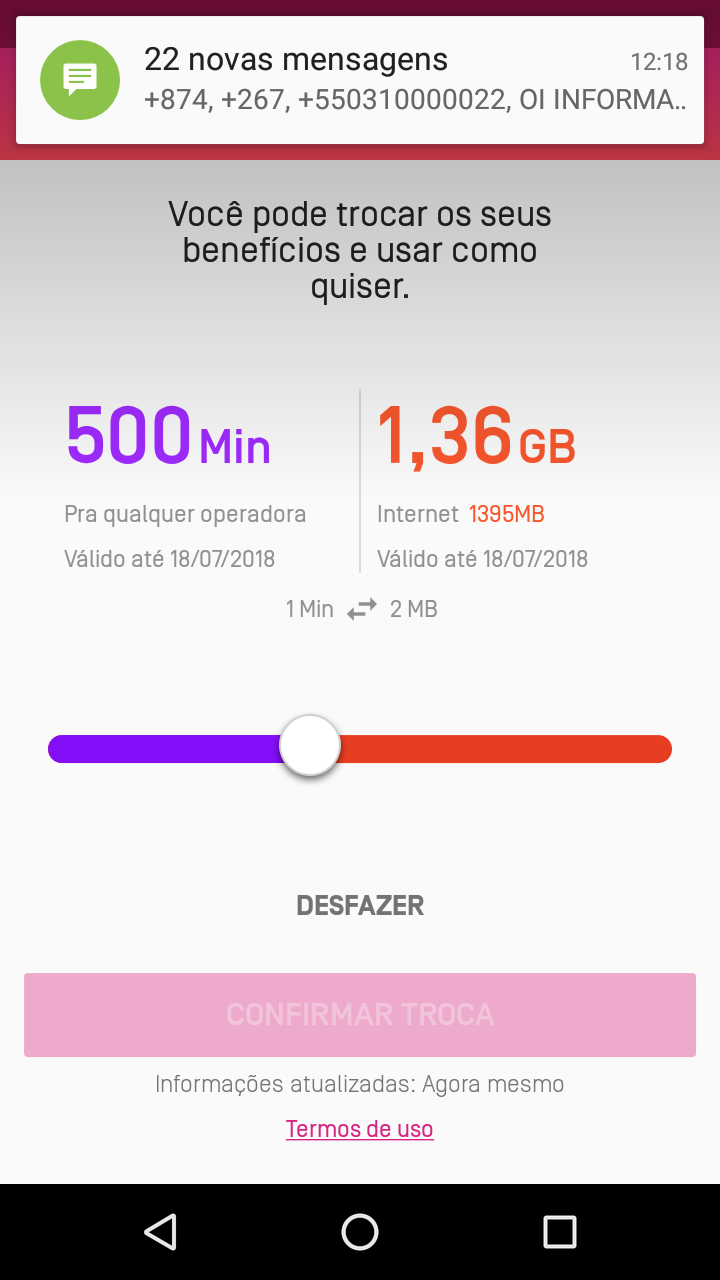 22 novas mensagens 12:18
+874, +267, +550310000022, OI INFORMA..
Você pode trocar os seus
benefícios e usar como
quiser.
500 Min 1,36 GB
Pra qualquer operadora Internet 1395MB
Válido até 18/07/2018 Válido até 18/07/2018
1 Min 2 MB
DESFAZER
CONFIRMAR TROCA
Informações atualizadas: Agora mesmo
Termos de uso